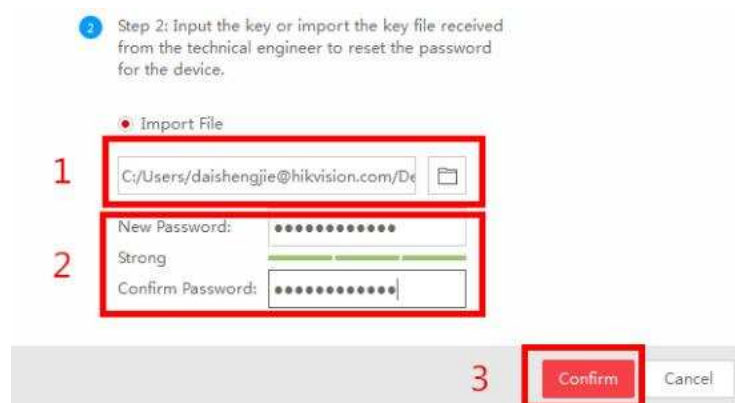 2
Step 2: Input the key or import the key file received
from the technical engineer to reset the password
for the device.
Import File
1
C:/Users/daishengjie@hikvision.com/De
New Password: ••••••••••••
2
Strong
Confirm Password: ••••••••••••
3
Confirm Cancel